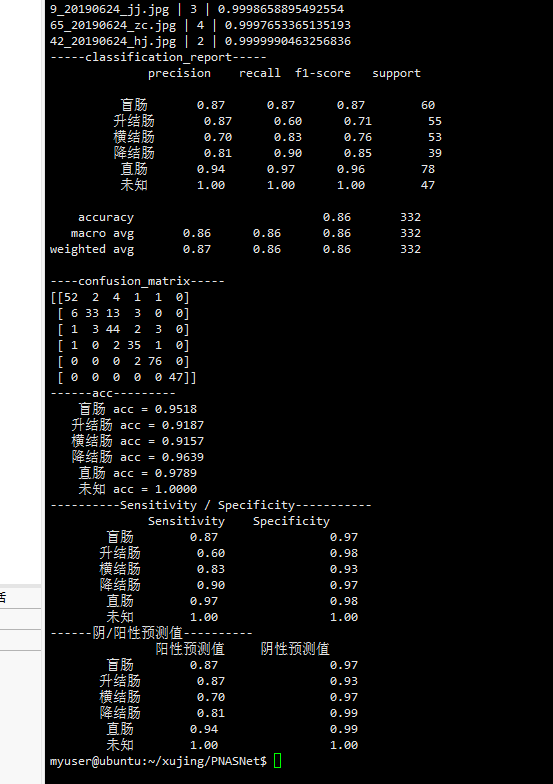 9_20190624_jj.jpg | 3 | 0.9998658895492554
65_20190624_zc.jpg | 4 | 0.9997653365135193
42_20190624_hj.jpg | 2 | 0.9999990463256836
-----classification_report-----
precision recall f1-score support
盲肠 0.87 0.87 0.87 60
升结肠 0.87 0.60 0.71 55
横结肠 0.70 0.83 0.76 53
降结肠 0.81 0.90 0.85 39
直肠 0.94 0.97 0.96 78
未知 1.00 1.00 1.00 47
accuracy 0.86 332
macro avg 0.86 0.86 0.86 332
weighted avg 0.87 0.86 0.86 332
----confusion_matrix-----
[[52 2 4 1 1 0]
[ 6 33 13 3 0 0]
[ 1 3 44 2 3 0]
[ 1 0 2 35 1 0]
[ 0 0 0 2 76 0]
[ 0 0 0 0 0 47]]
------acc---------
盲肠 acc = 0.9518
升结肠 acc = 0.9187
横结肠 acc = 0.9157
降结肠 acc = 0.9639
直肠 acc = 0.9789
未知 acc = 1.0000
----------Sensitivity / Specificity-----------
Sensitivity Specificity
盲肠 0.87 0.97
升结肠 0.60 0.98
横结肠 0.83 0.93
降结肠 0.90 0.97
直肠 0.97 0.98
未知 1.00 1.00
------阴/阳性预测值----------
阳性预测值 阴性预测值
盲肠 0.87 0.97
升结肠 0.87 0.93
横结肠 0.70 0.97
降结肠 0.81 0.99
直肠 0.94 0.99
未知 1.00 1.00
myuser@ubuntu:~/xujing/PNASNet$